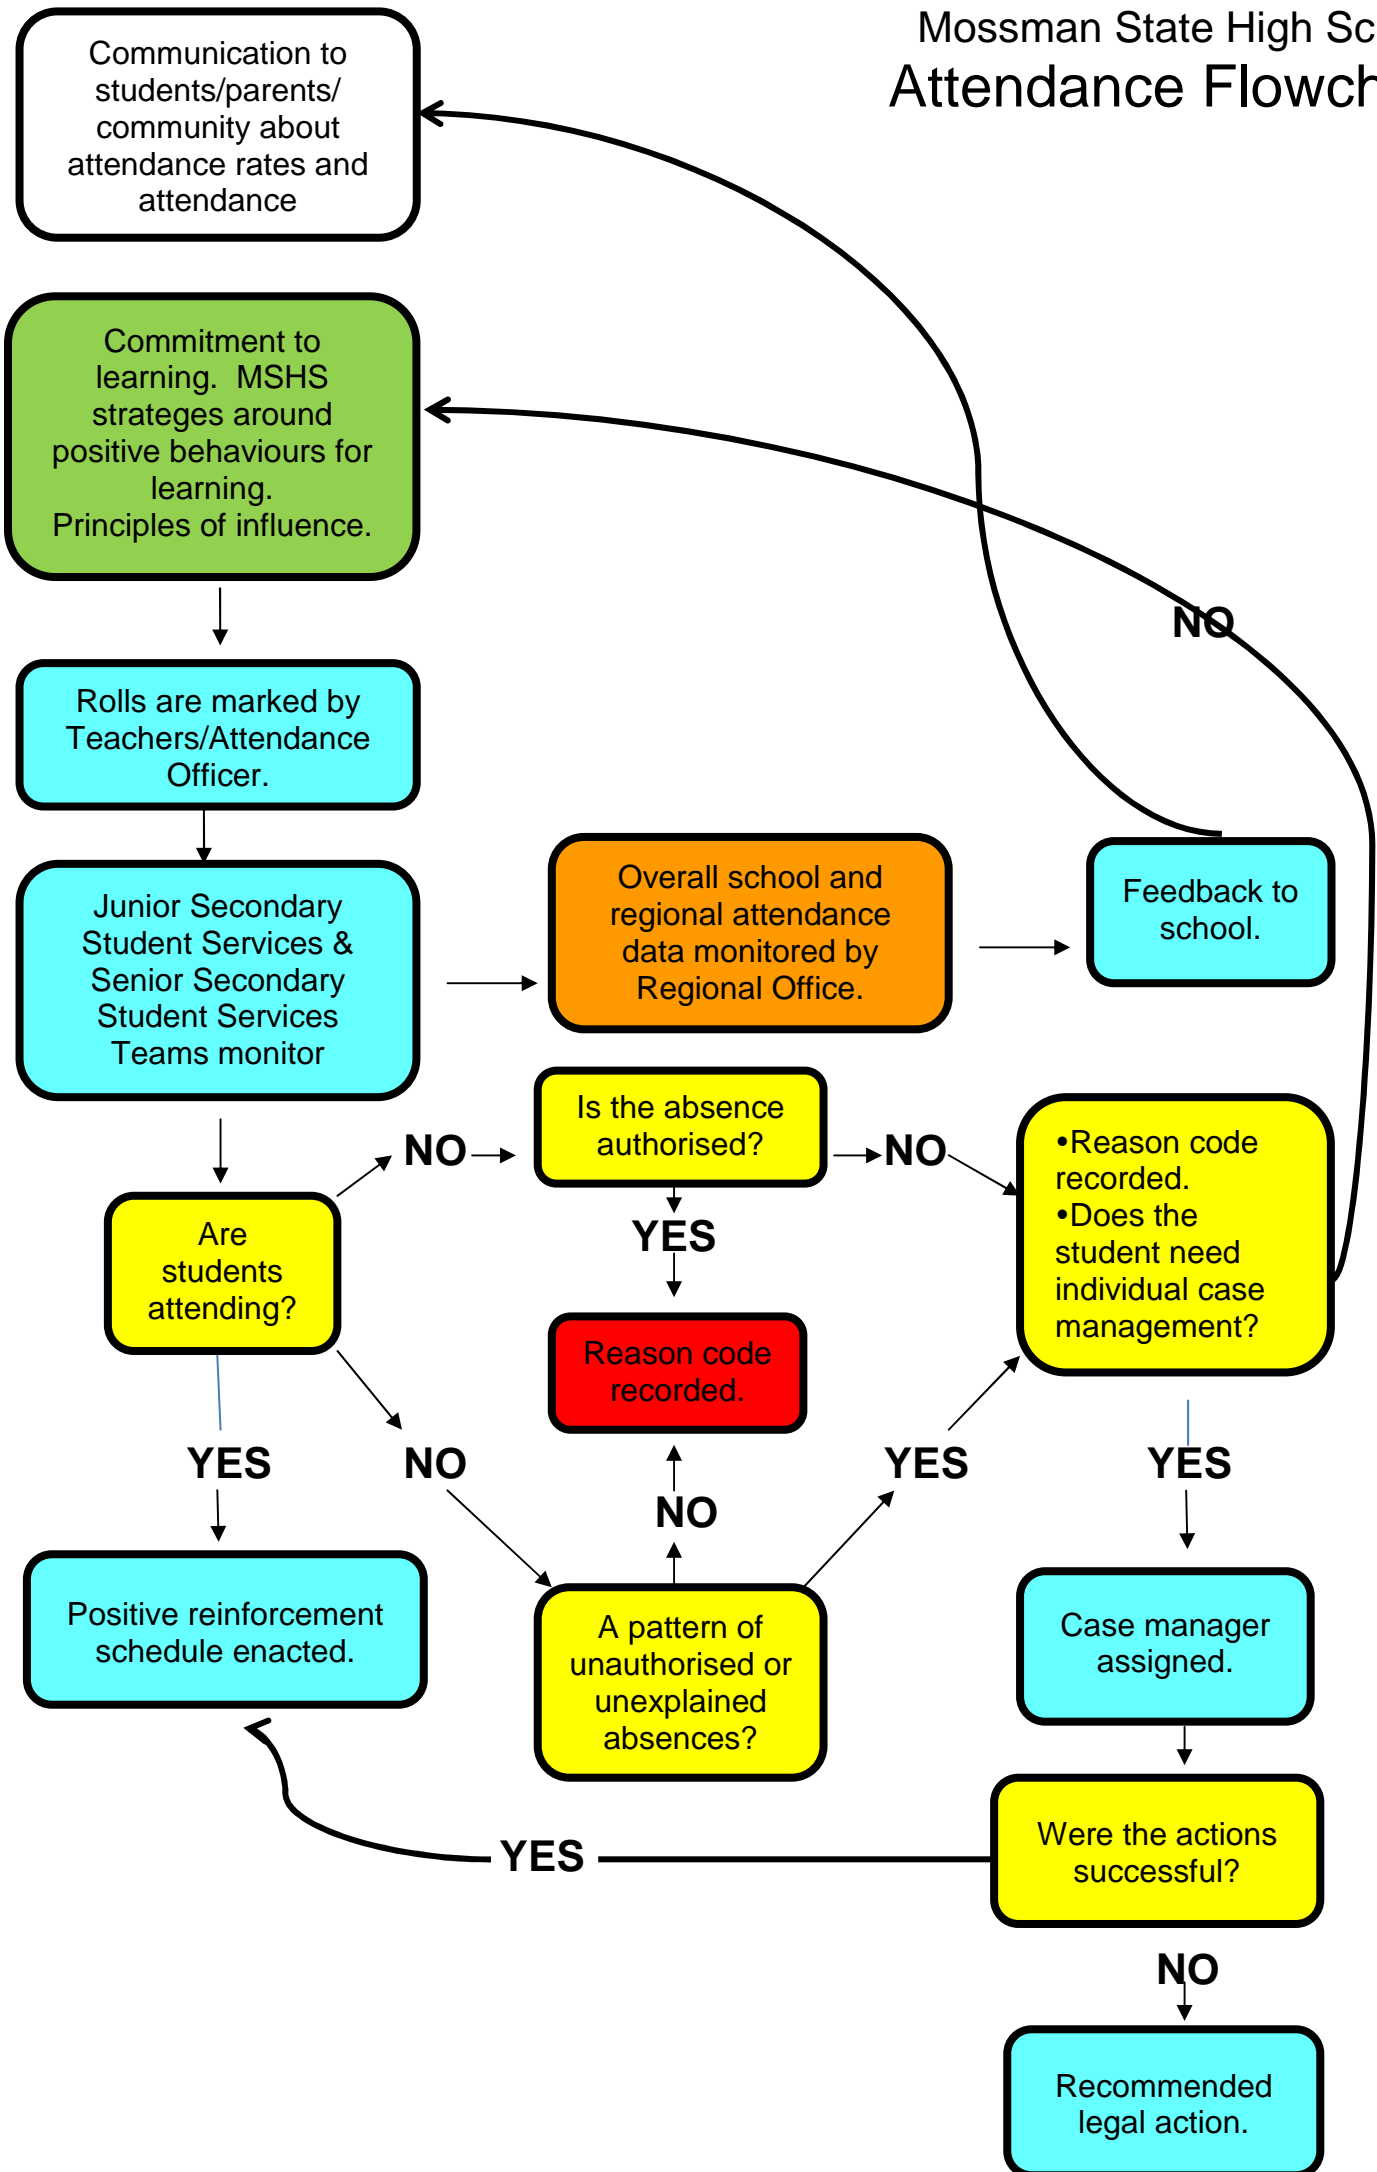 Mossman State High Sc
Attendance Flowch
Communication to
students/parents/
community about
attendance rates and
attendance
Commitment to
learning.  MSHS
strateges around
positive behaviours for
learning.
Principles of influence.
NO
Rolls are marked by
Teachers/Attendance
Officer.
Junior Secondary
Student Services &
Senior Secondary
Student Services
Teams monitor
Overall school and
regional attendance
data monitored by
Regional Office.
Feedback to
school.
Are
students
attending?
NO
Is the absence
authorised?
NO
•Reason code
recorded.
•Does the
student need
individual case
management?
YES
Reason code
recorded.
YES
NO
NO
YES
YES
Positive reinforcement
schedule enacted.
A pattern of
unauthorised or
unexplained
absences?
Case manager
assigned.
Were the actions
successful?
YES
NO
Recommended
legal action.